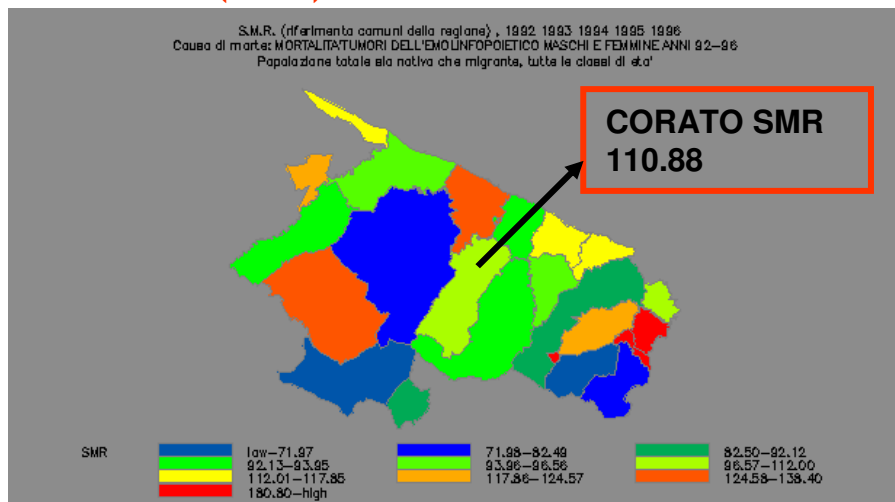 S.M.R. (riferimento comuni della regione) , 1992 1993 1994 1995 1996
Causa di morte: MORTALITA'TUMORI DELL'EMOLINFOPOIETICO MASCHI E FEMMINE ANNI 92-96
Popolazione totale sia nativa che migrante, tutte le classi di eta'
CORATO SMR
110.88
SMR low-71.97 71.98-82.49 82.50-92.12
92.13-93.95 93.96-96.56 96.57-112.00
112.01-117.85 117.86-124.57 124.58-138.40
180.80-high